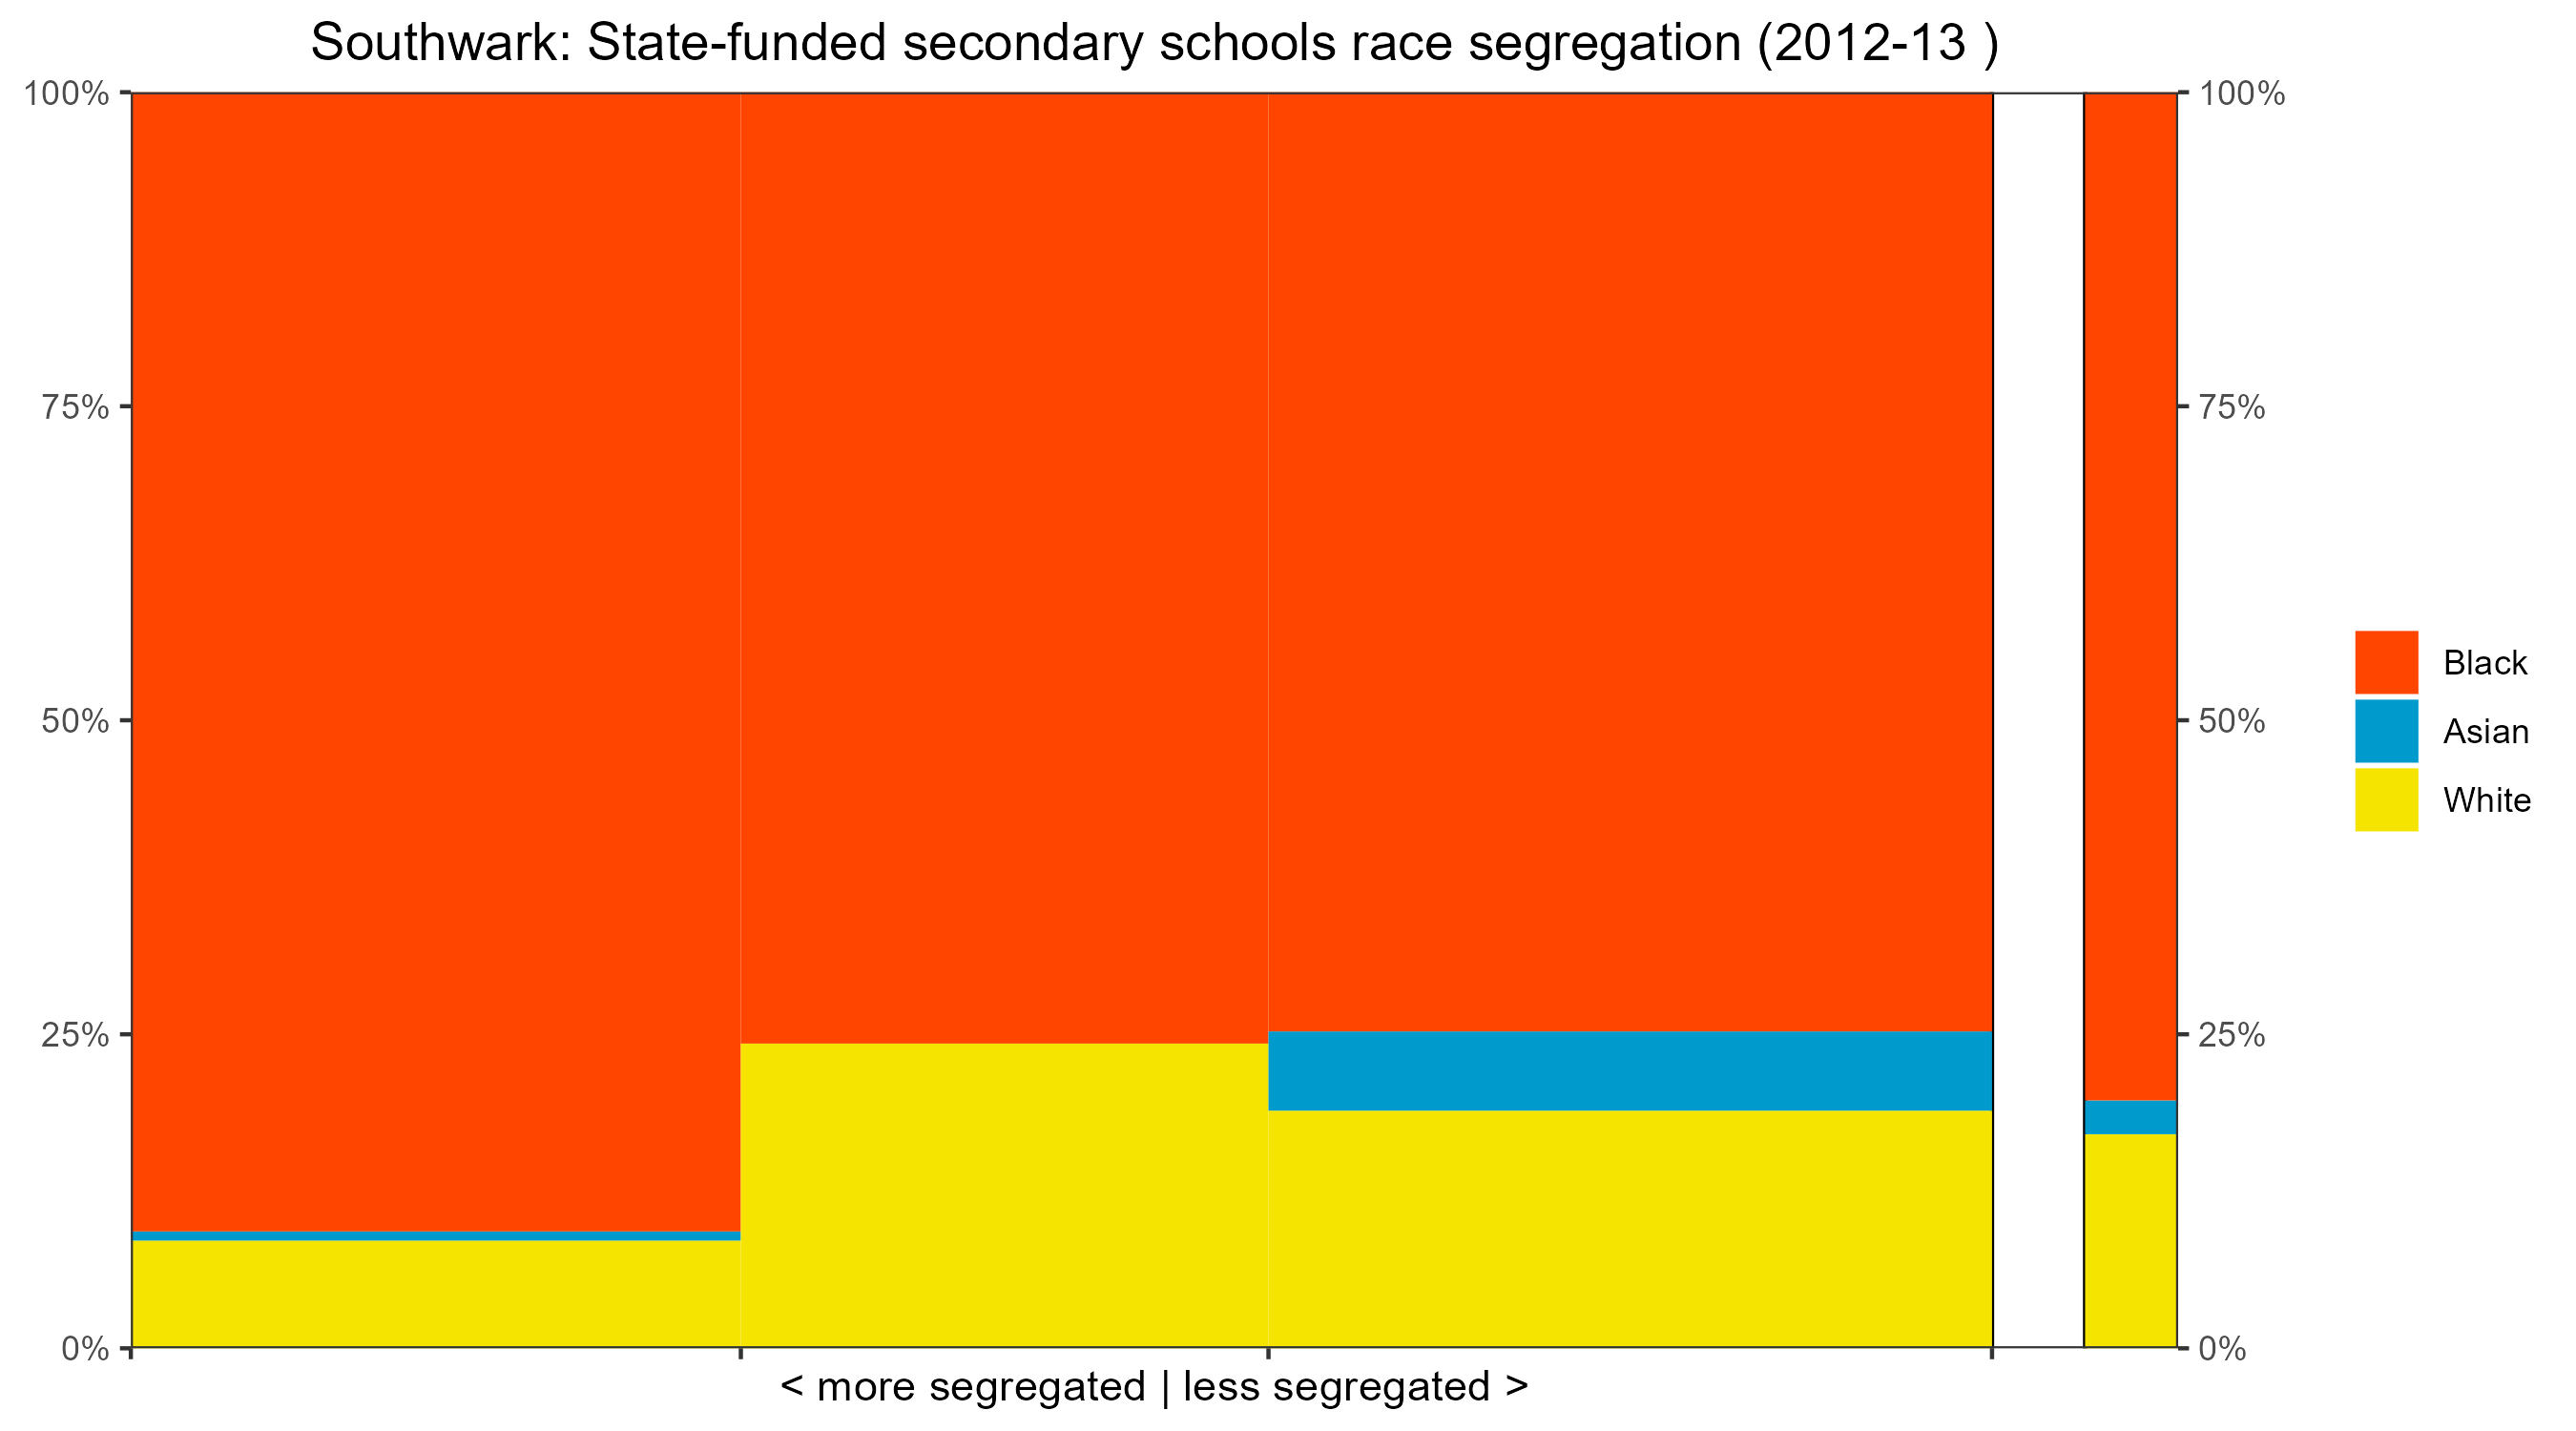 Southwark: State-funded secondary schools race segregation (2012-13 )
100%
75%
50%
25%
0%
100%
75%
50%
25%
0%
Black
Asian
White
< more segregated | less segregated >